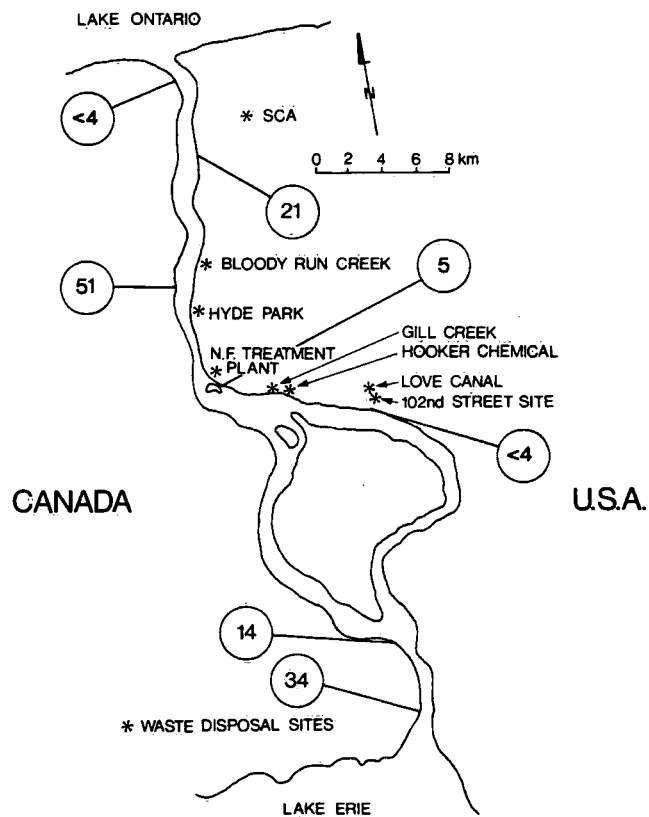 LAKE ONTARIO
<4
* SCA
N
0 2 4 6 8 km
21
* BLOODY RUN CREEK
5
51
* HYDE PARK
GILL CREEK
HOOKER CHEMICAL
N.F. TREATMENT
* PLANT
LOVE CANAL
102nd STREET SITE
<4
CANADA
U.S.A.
14
34
* WASTE DISPOSAL SITES
LAKE ERIE